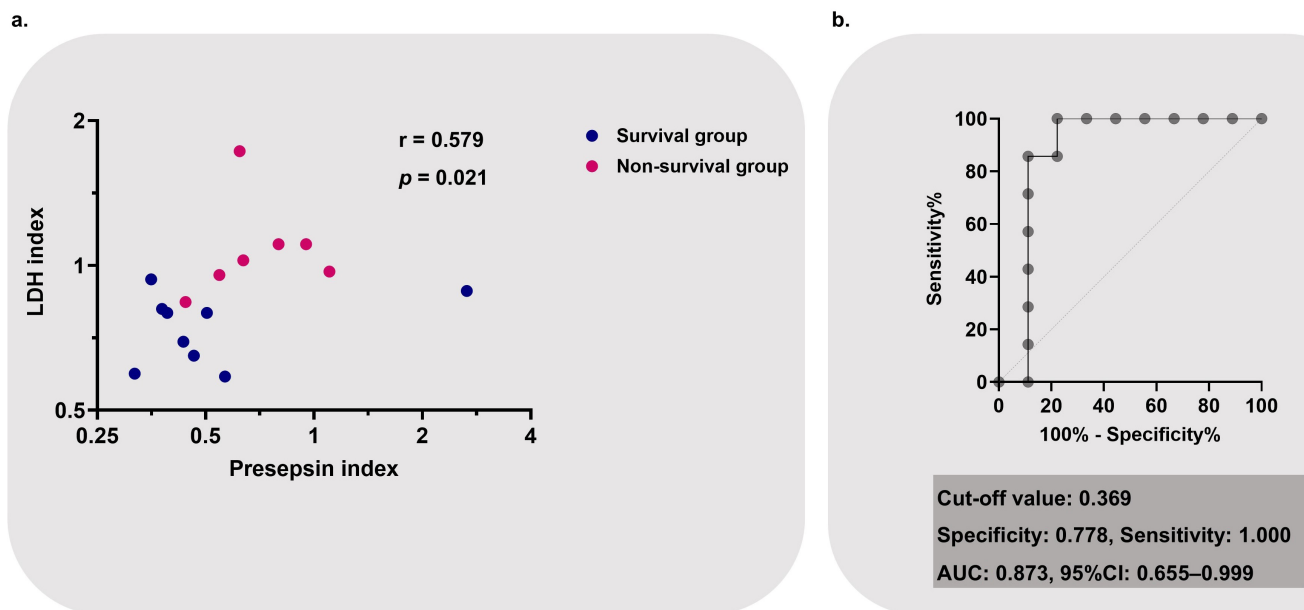 a.
2
1
0.5
LDH index
0.25 0.5 1 2 4
Presepsin index
r = 0.579
p = 0.021
Survival group
Non-survival group
b.
100
80
60
40
20
0
Sensitivity%
0 20 40 60 80 100
100% - Specificity%
Cut-off value: 0.369
Specificity: 0.778, Sensitivity: 1.000
AUC: 0.873, 95%CI: 0.655–0.999